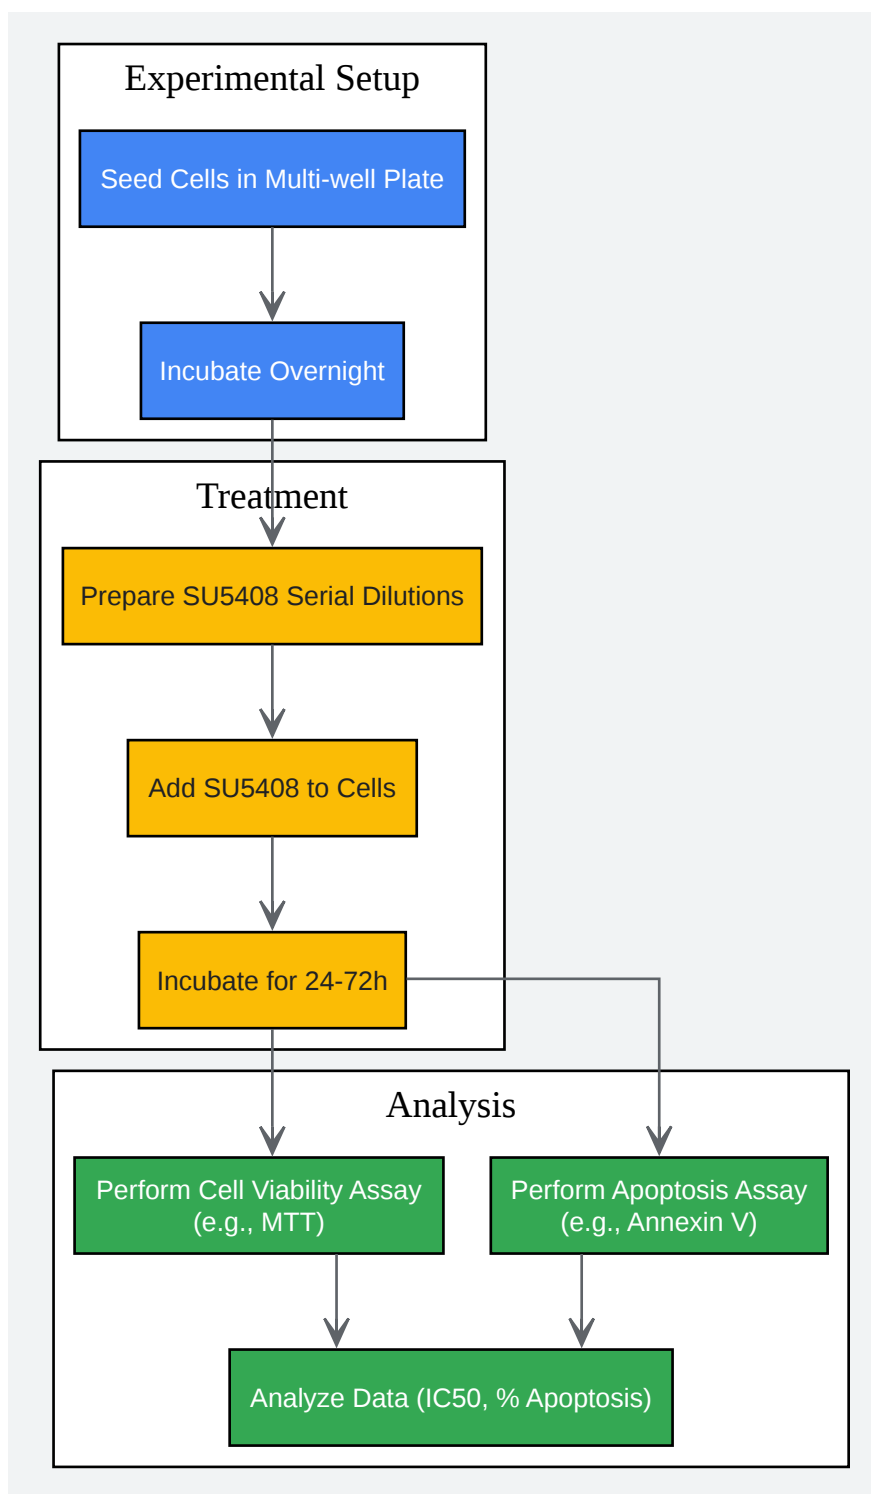 Experimental Setup
Seed Cells in Multi-well Plate
Incubate Overnight
Treatment
Prepare SU5408 Serial Dilutions
Add SU5408 to Cells
Incubate for 24-72h
Analysis
Perform Cell Viability Assay
(e.g., MTT)
Perform Apoptosis Assay
(e.g., Annexin V)
Analyze Data (IC50, % Apoptosis)